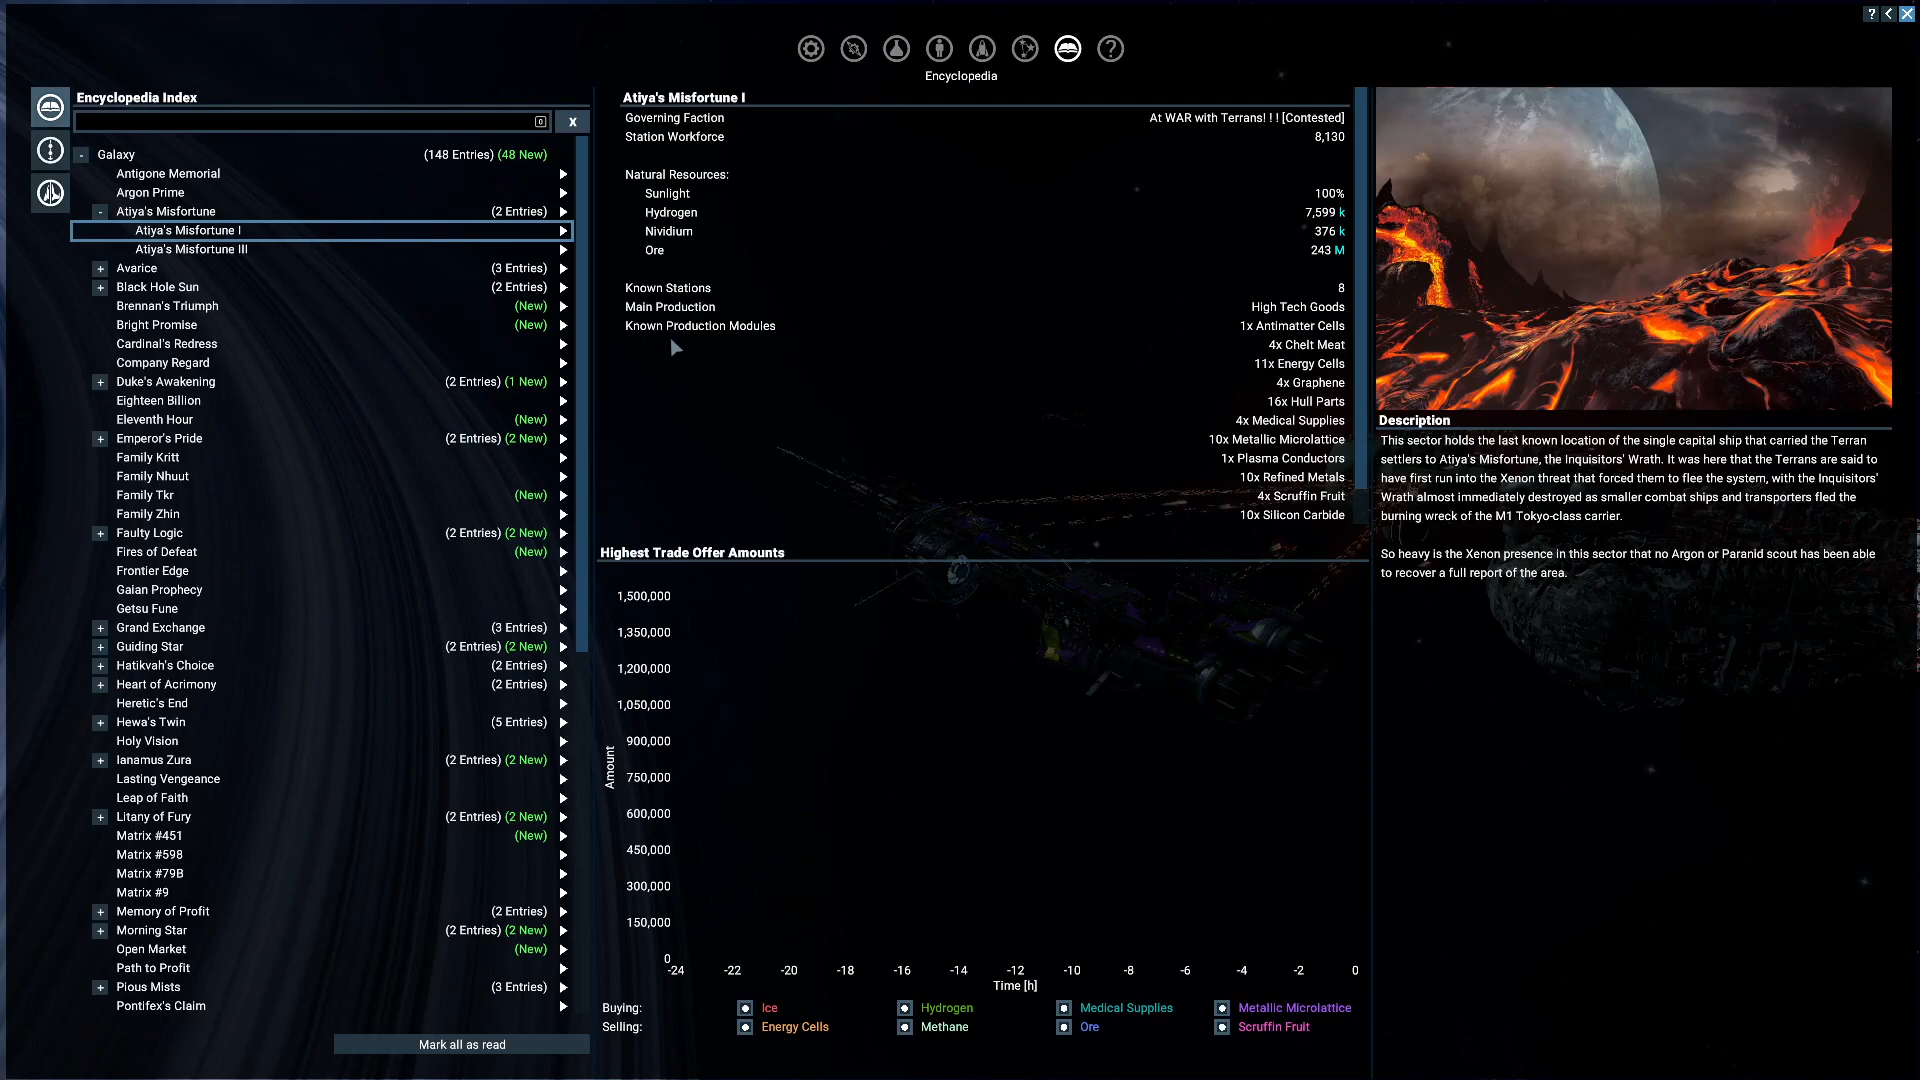 Encyclopedia
Encyclopedia Index
X
- Galaxy (148 Entries) (48 New)
Antigone Memorial
Argon Prime
- Atiya's Misfortune (2 Entries)
Atiya's Misfortune I
Atiya's Misfortune III
+ Avarice (3 Entries)
+ Black Hole Sun (2 Entries)
Brennan's Triumph (New)
Bright Promise (New)
Cardinal's Redress
Company Regard
+ Duke's Awakening (2 Entries) (1 New)
Eighteen Billion
Eleventh Hour (New)
+ Emperor's Pride (2 Entries) (2 New)
Family Kritt
Family Nhuut
Family Tkr (New)
Family Zhin
+ Faulty Logic (2 Entries) (2 New)
Fires of Defeat (New)
Frontier Edge
Gaian Prophecy
Getsu Fune
+ Grand Exchange (3 Entries)
+ Guiding Star (2 Entries) (2 New)
+ Hatikvah's Choice (2 Entries)
+ Heart of Acrimony (2 Entries)
Heretic's End
+ Hewa's Twin (5 Entries)
Holy Vision
+ Ianamus Zura (2 Entries) (2 New)
Lasting Vengeance
Leap of Faith
+ Litany of Fury (2 Entries) (2 New)
Matrix #451 (New)
Matrix #598
Matrix #79B
Matrix #9
+ Memory of Profit (2 Entries)
+ Morning Star (2 Entries) (2 New)
Open Market (New)
Path to Profit
+ Pious Mists (3 Entries)
Pontifex's Claim
Mark all as read
Atiya's Misfortune I
Governing Faction At WAR with Terrans! ! ! [Contested]
Station Workforce 8,130
Natural Resources:
Sunlight 100%
Hydrogen 7,599 k
Nividium 376 k
Ore 243 M
Known Stations 8
Main Production High Tech Goods
Known Production Modules 1x Antimatter Cells
4x Chelt Meat
11x Energy Cells
4x Graphene
16x Hull Parts
4x Medical Supplies
10x Metallic Microlattice
1x Plasma Conductors
10x Refined Metals
4x Scruffin Fruit
10x Silicon Carbide
Highest Trade Offer Amounts
Amount
1,500,000
1,350,000
1,200,000
1,050,000
900,000
750,000
600,000
450,000
300,000
150,000
0
-24 -22 -20 -18 -16 -14 -12 -10 -8 -6 -4 -2 0
Time [h]
Buying: Ice Hydrogen Medical Supplies Metallic Microlattice
Selling: Energy Cells Methane Ore Scruffin Fruit
Description
This sector holds the last known location of the single capital ship that carried the Terran
settlers to Atiya's Misfortune, the Inquisitors' Wrath. It was here that the Terrans are said to
have first run into the Xenon threat that forced them to flee the system, with the Inquisitors'
Wrath almost immediately destroyed as smaller combat ships and transporters fled the
burning wreck of the M1 Tokyo-class carrier.
So heavy is the Xenon presence in this sector that no Argon or Paranid scout has been able
to recover a full report of the area.